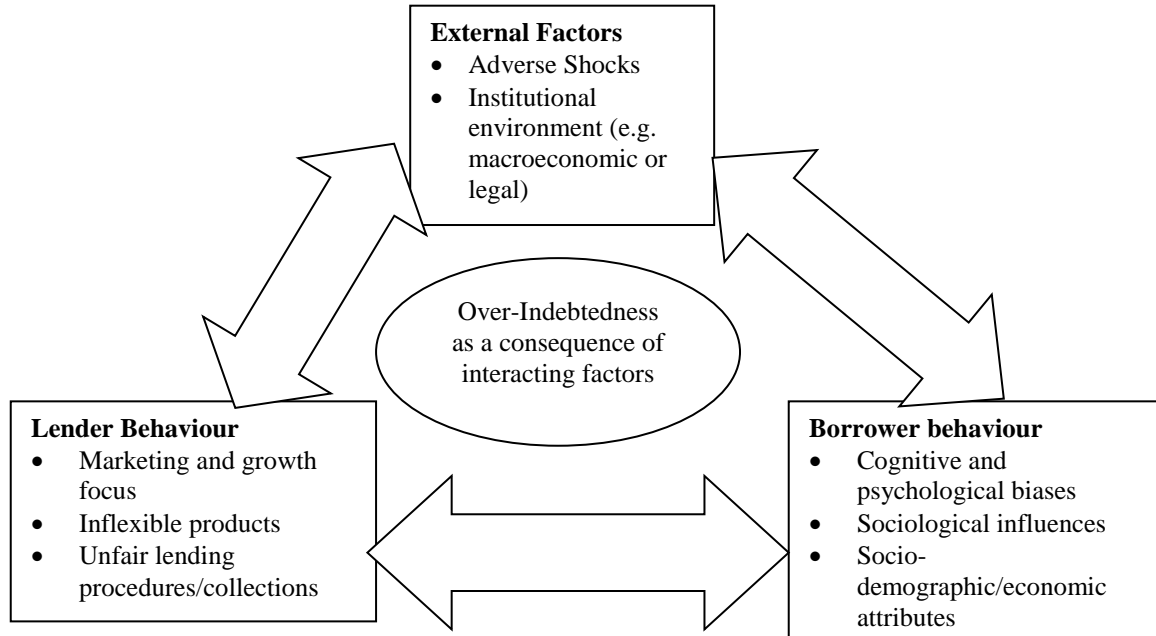 External Factors
• Adverse Shocks
• Institutional
environment (e.g.
macroeconomic or
legal)
Over-Indebtedness
as a consequence of
interacting factors
Lender Behaviour
• Marketing and growth
focus
• Inflexible products
• Unfair lending
procedures/collections
Borrower behaviour
• Cognitive and
psychological biases
• Sociological influences
• Socio-
demographic/economic
attributes